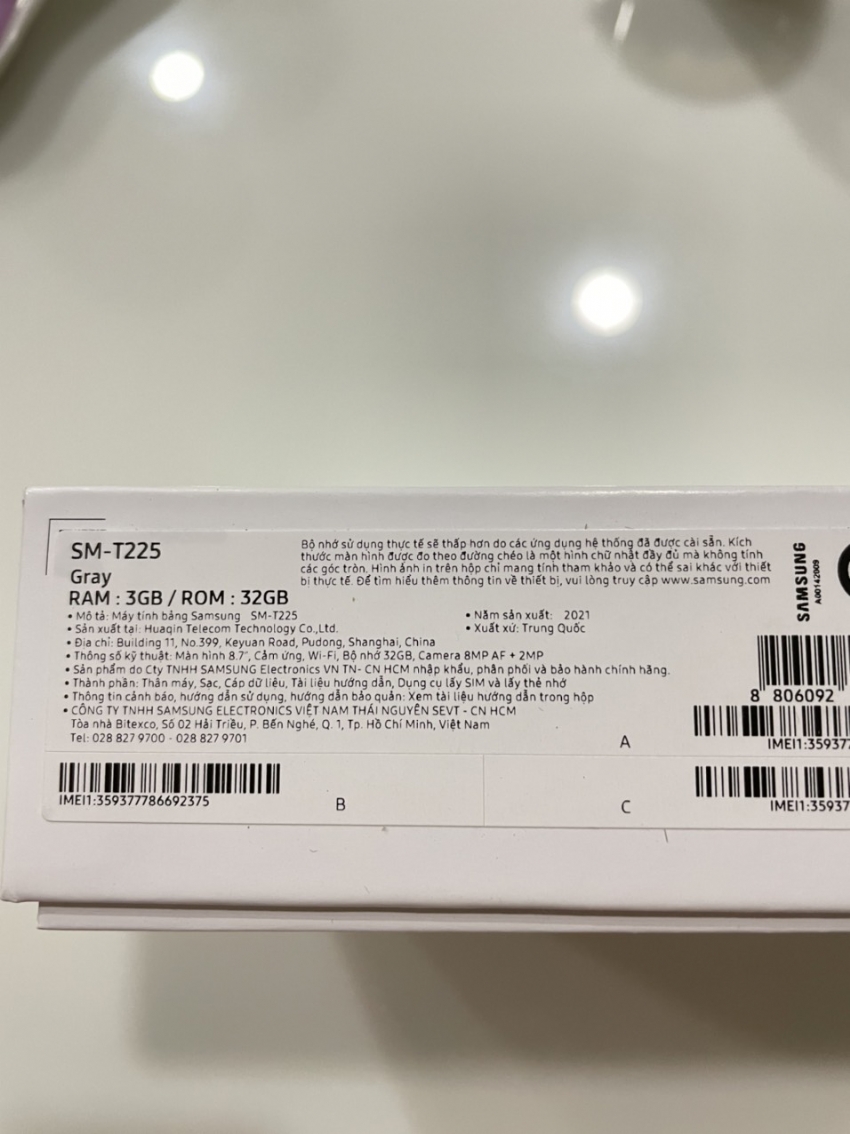 SM-T225
Gray
RAM : 3GB / ROM : 32GB
Bộ nhớ sử dụng thực tế sẽ thấp hơn do các ứng dụng hệ thống đã được cài sẵn. Kích
thước màn hình được đo theo đường chéo là một hình chữ nhật đầy đủ mà không tính
các góc tròn. Hình ảnh in trên hộp chỉ mang tính tham khảo và có thể sai khác với thiết
bị thực tế. Để tìm hiểu thêm thông tin về thiết bị, vui lòng truy cập www.samsung.com
• Mô tả: Máy tính bảng Samsung SM-T225
• Năm sản xuất: 2021
• Sản xuất tại: Huaqin Telecom Technology Co.,Ltd.
• Xuất xứ: Trung Quốc
• Địa chỉ: Building 11, No.399, Keyuan Road, Pudong, Shanghai, China
• Thông số kỹ thuật: Màn hình 8.7", Cảm ứng, Wi-Fi, Bộ nhớ 32GB, Camera 8MP AF + 2MP
• Sản phẩm do Cty TNHH SAMSUNG Electronics VN TN- CN HCM nhập khẩu, phân phối và bảo hành chính hãng.
• Thành phần: Thân máy, Sạc, Cáp dữ liệu, Tài liệu hướng dẫn, Dụng cụ lấy SIM và lấy thẻ nhớ
• Thông tin cảnh báo, hướng dẫn sử dụng, hướng dẫn bảo quản: Xem tài liệu hướng dẫn trong hộp
• CÔNG TY TNHH SAMSUNG ELECTRONICS VIỆT NAM THÁI NGUYÊN SEVT - CN HCM
Tòa nhà Bitexco, Số 02 Hải Triều, P. Bến Nghé, Q. 1, Tp. Hồ Chí Minh, Việt Nam
Tel: 028 827 9700 - 028 827 9701
A
SAMSUNG
A00142009
8 806092
IMEI1:35937
IMEI1:359377786692375
B
C
IMEI1:35937